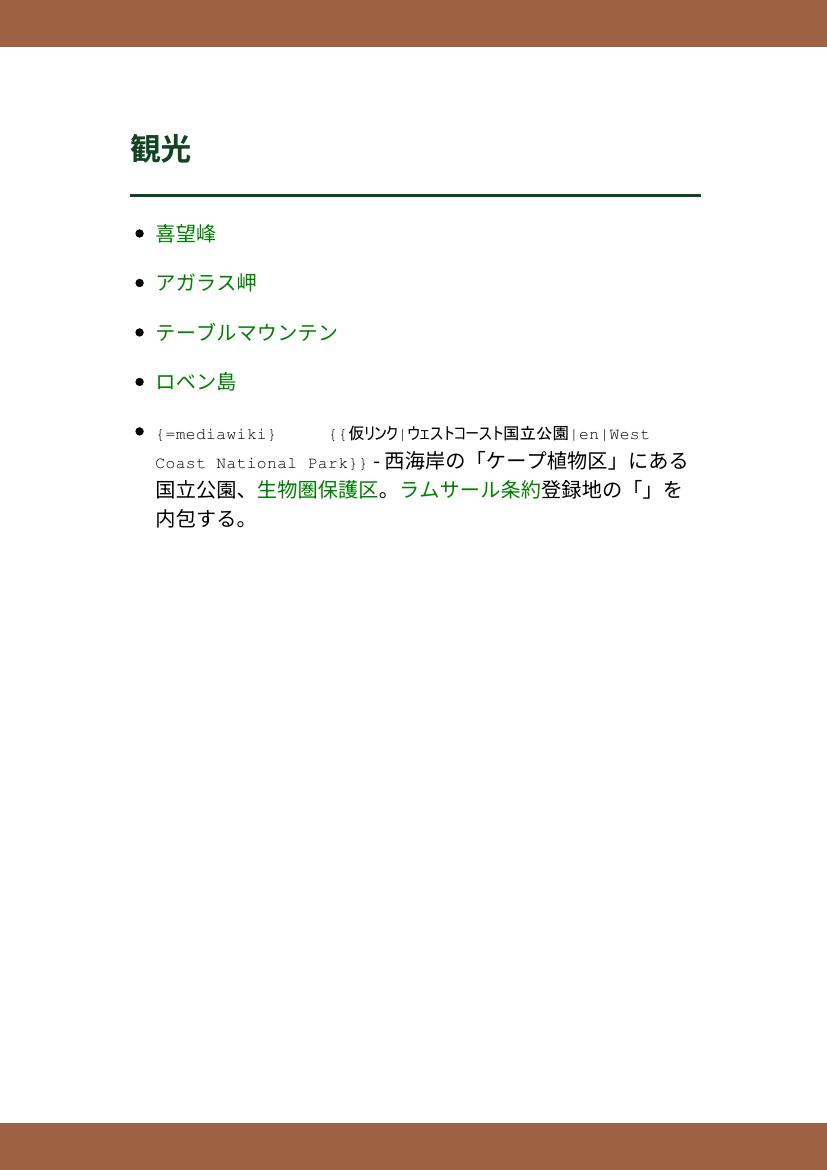 観光
喜望峰
アガラス岬
テーブルマウンテン
ロベン島
{=mediawiki} {{仮リンク|ウェストコースト国立公園|en|West
Coast National Park}} - 西海岸の「ケープ植物区」にある
国立公園、生物圏保護区。ラムサール条約登録地の「」を
内包する。